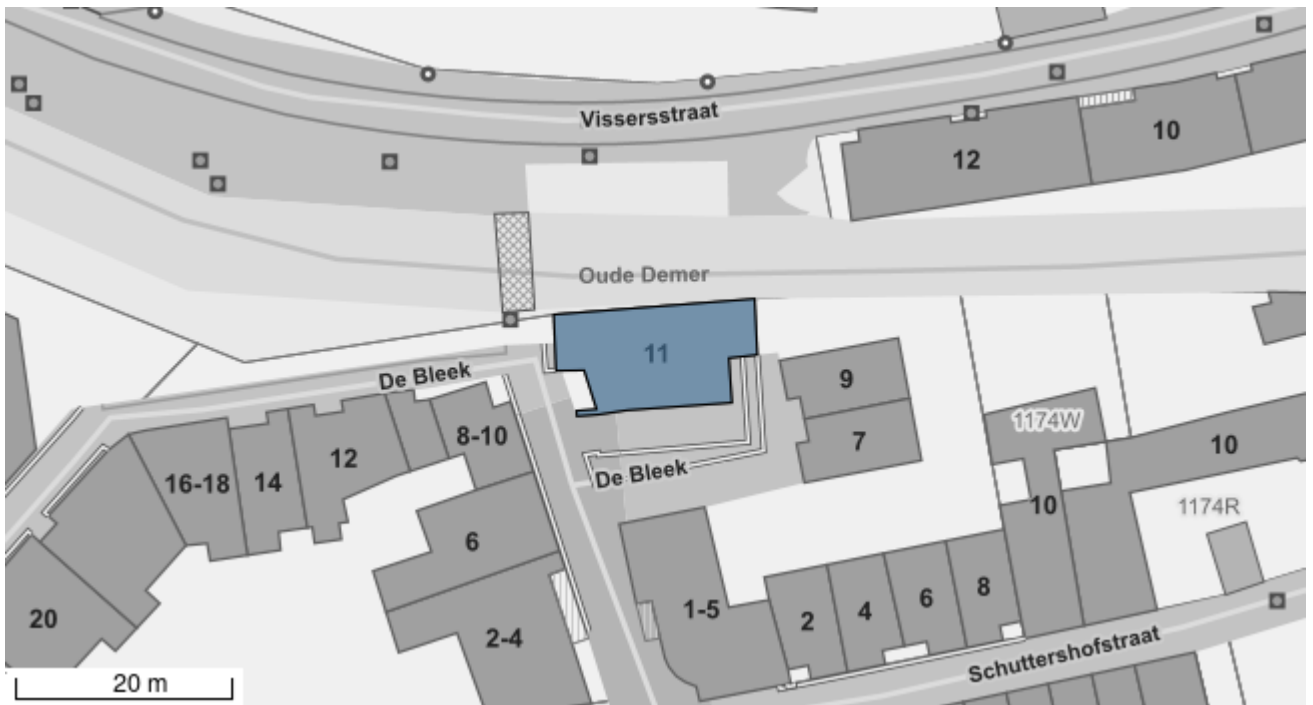 Vissersstraat
12
10
Oude Demer
11
De Bleek
9
7
8-10
12
14
16-18
De Bleek
1174W
10
10
1174R
6
20
2-4
1-5
2
4
6
8
Schuttershofstraat
20 m